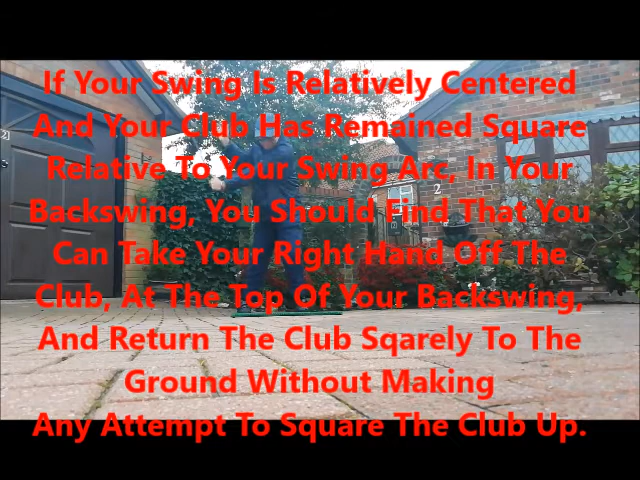 If Your Swing Is Relatively Centered
And Your Club Has Remained Square
Relative To Your Swing Arc, In Your
Backswing, You Should Find That You
Can Take Your Right Hand Off The
Club, At The Top Of Your Backswing,
And Return The Club Sqarely To The
Ground Without Making
Any Attempt To Square The Club Up.
2